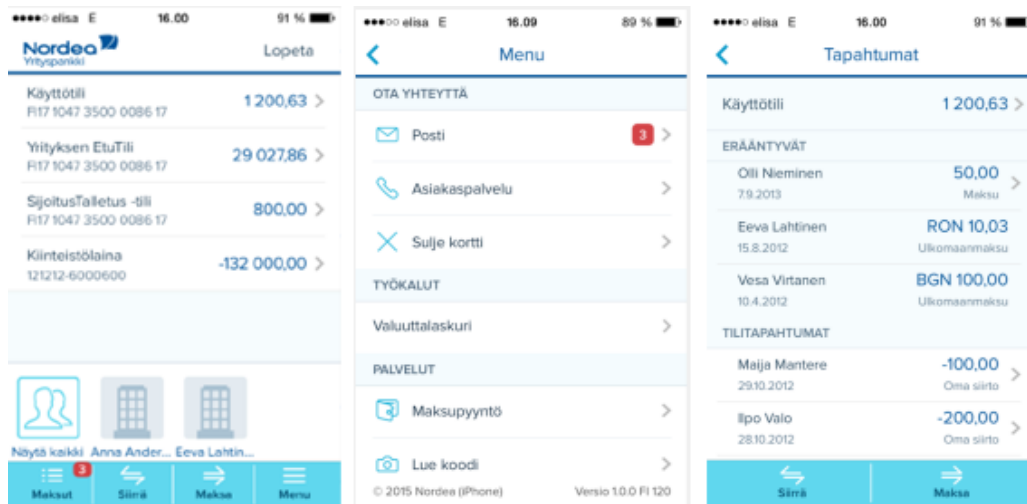 elisa E 16.00 91 %
Nordea
Yrityspankki
Lopeta
Käyttötili
FI17 1047 3500 0086 17
1 200,63
Yrityksen EtuTili
FI17 1047 3500 0086 17
29 027,86
SijoitusTalletus -tili
FI17 1047 3500 0086 17
800,00
Kiinteistölaina
121212-6000600
-132 000,00
Näytä kaikki Anna Ander... Eeva Lahtin...
3
Maksut Siirrä Maksa Menu
elisa E 16.09 89 %
Menu
OTA YHTEYTTÄ
Posti 3
Asiakaspalvelu
Sulje kortti
TYÖKALUT
Valuuttalaskuri
PALVELUT
Maksupyyntö
Lue koodi
© 2015 Nordea (iPhone) Versio 1.0.0 FI 120
elisa E 16.00 91 %
Tapahtumat
Käyttötili 1 200,63
ERÄÄNTYVÄT
Olli Nieminen 50,00
7.9.2013 Maksu
Eeva Lahtinen RON 10,03
15.8.2012 Ulkomaanmaksu
Vesa Virtanen BGN 100,00
10.4.2012 Ulkomaanmaksu
TILITAPAHTUMAT
Maija Mantere -100,00
29.10.2012 Oma siirto
Ilpo Valo -200,00
28.10.2012 Oma siirto
Siirrä Maksa